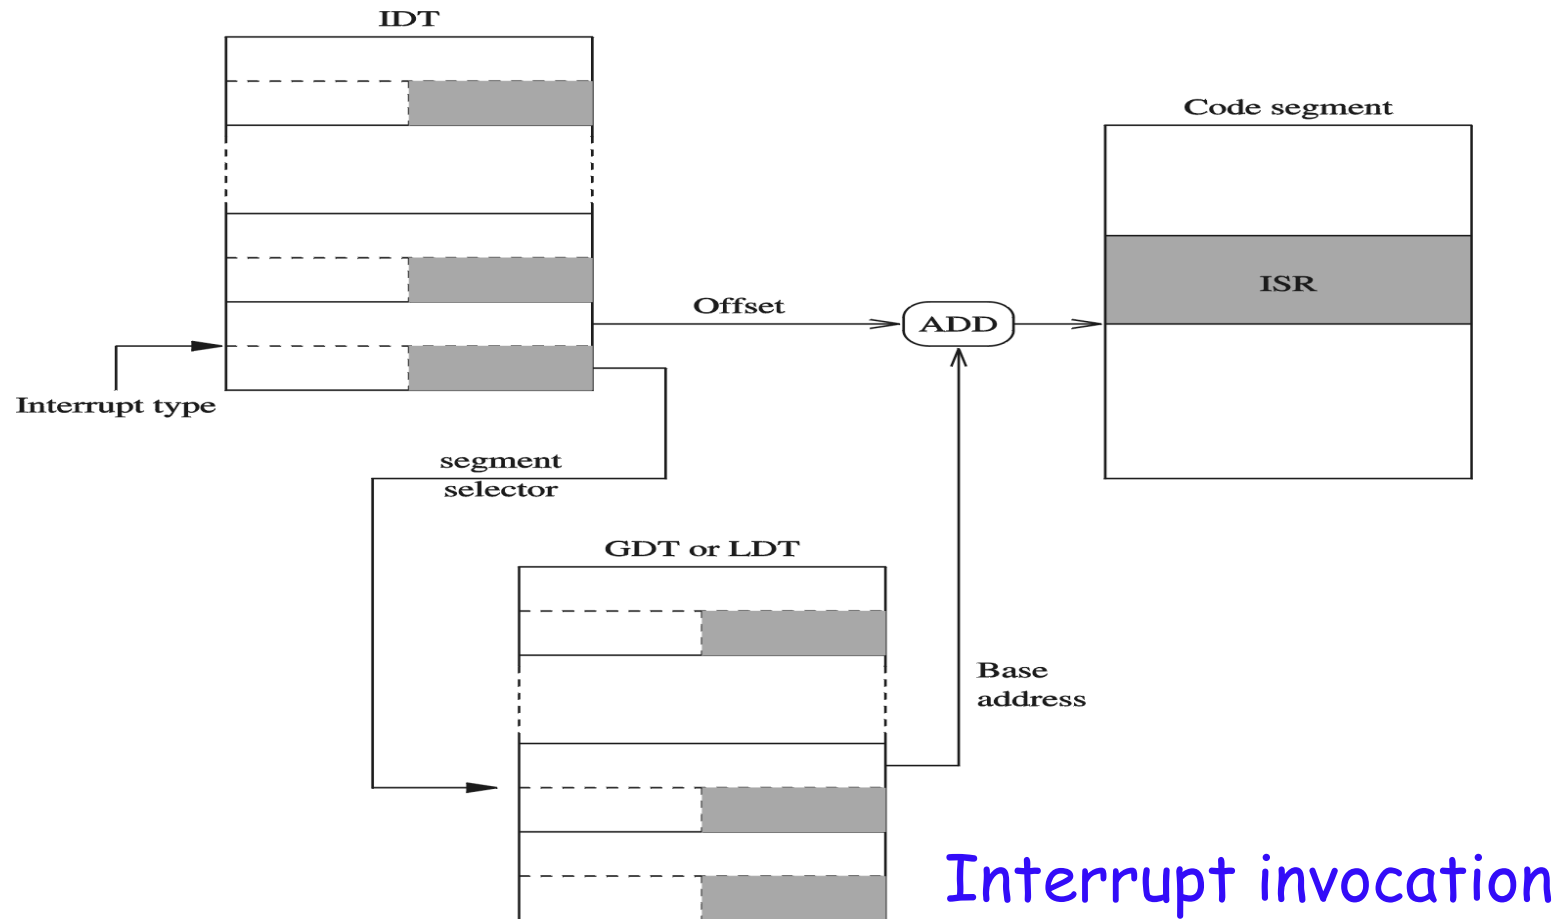 IDT
Code segment
ISR
Offset
ADD
Interrupt type
segment
selector
GDT or LDT
Base
address
Interrupt invocation